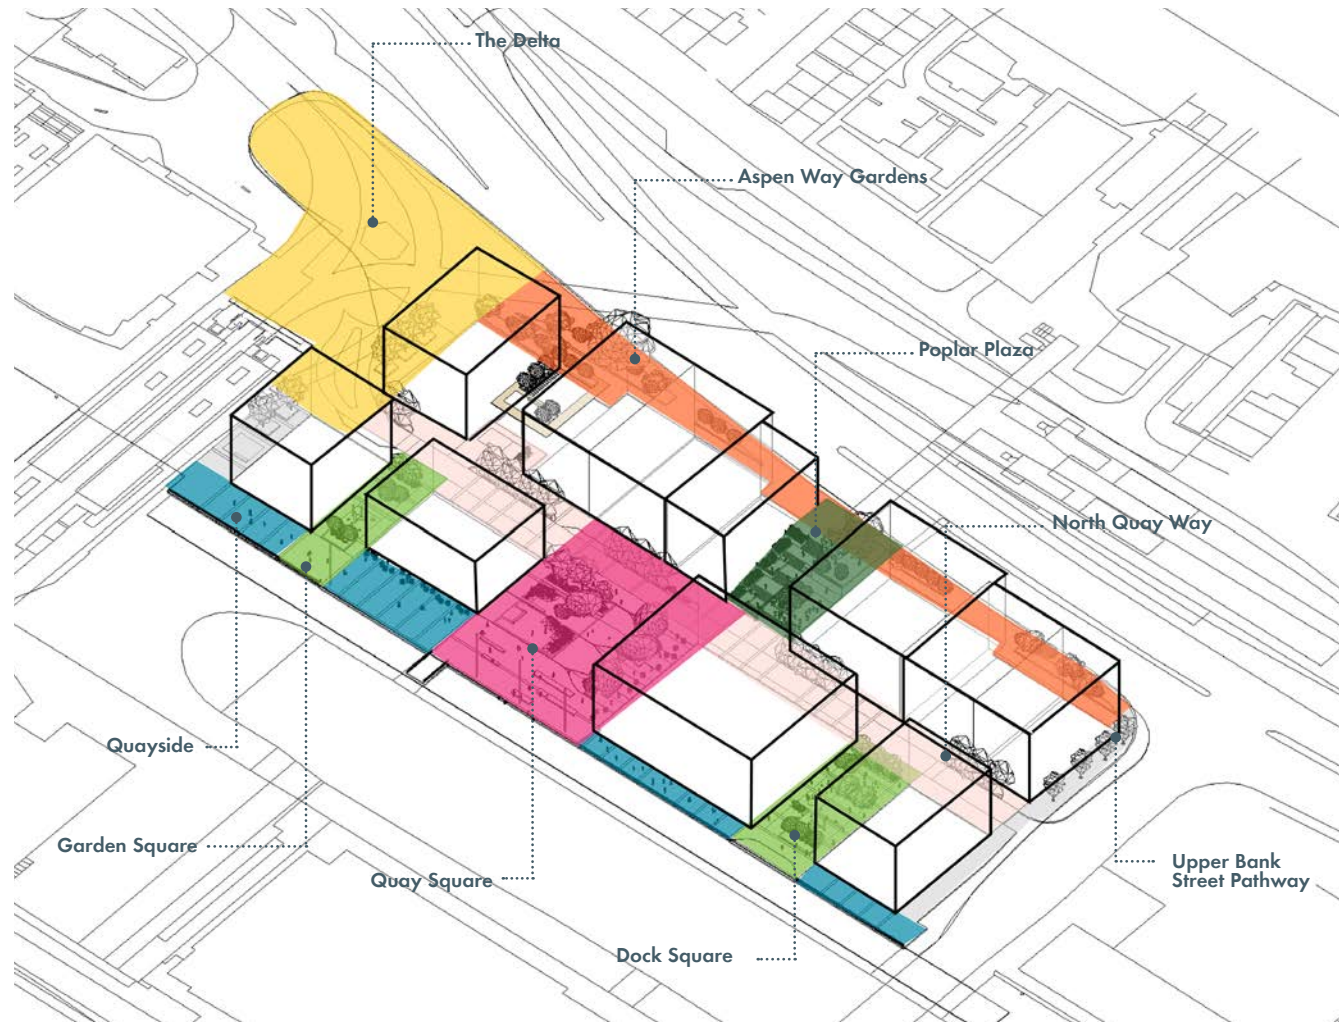 The Delta
Aspen Way Gardens
Poplar Plaza
North Quay Way
Quayside
Garden Square
Quay Square
Upper Bank
Street Pathway
Dock Square